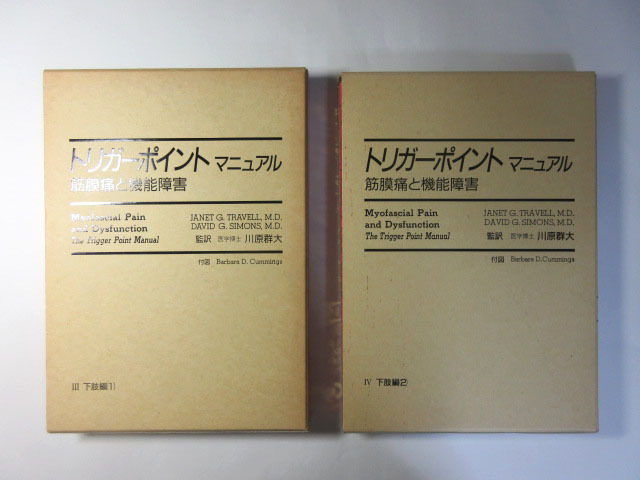 トリガーポイント マニュアル
筋膜痛と機能障害
Myofascial Pain
and Dysfunction
The Trigger Point Manual
JANET G. TRAVELL, M.D.
DAVID G. SIMONS, M.D.
監訳 医学博士 川原群大
付図 Barbara D. Cummings
III 下肢編1)
トリガーポイント マニュアル
筋膜痛と機能障害
Myofascial Pain
and Dysfunction
The Trigger Point Manual
JANET G. TRAVELL, M.D.
DAVID G. SIMONS, M.D.
監訳 医学博士 川原群大
付図 Barbara D. Cummings
IV 下肢編2)